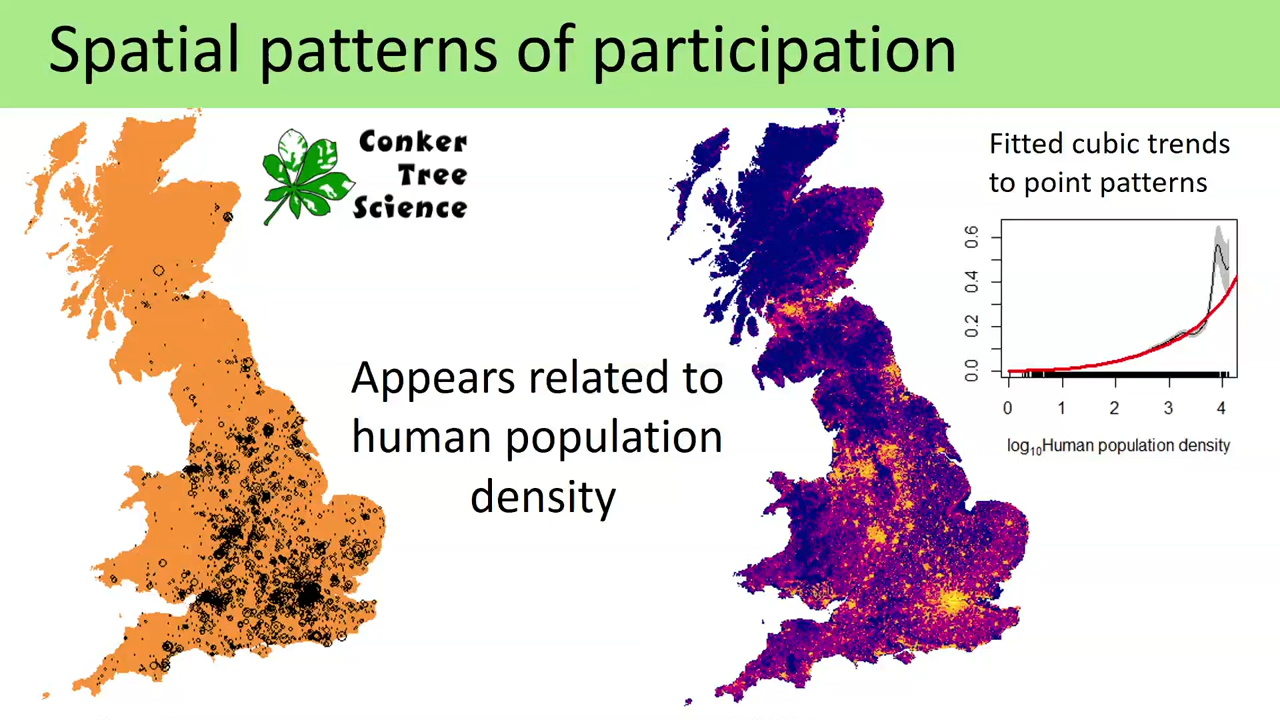 Spatial patterns of participation
Conker
Tree
Science
Appears related to
human population
density
Fitted cubic trends
to point patterns
0.6
0.4
0.2
0.0
0 1 2 3 4
log₁₀Human population density